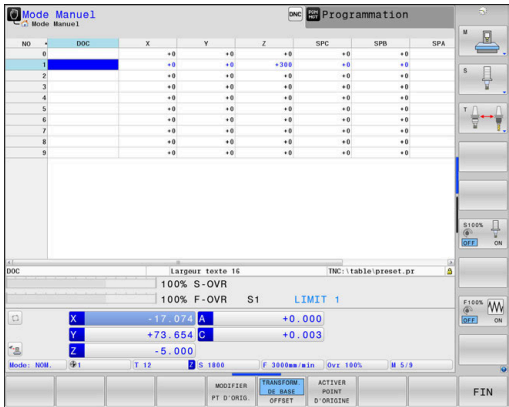 Mode Manuel
Mode Manuel
DNC
PGM MGT
Programmation
NO DOC X Y Z SPC SPB SPA
0 +0 +0 +0 +0 +0
1 +0 +0 +300 +0 +0
2 +0 +0 +0 +0 +0
3 +0 +0 +0 +0 +0
4 +0 +0 +0 +0 +0
5 +0 +0 +0 +0 +0
6 +0 +0 +0 +0 +0
7 +0 +0 +0 +0 +0
8 +0 +0 +0 +0 +0
9 +0 +0 +0 +0 +0
M
S
T
S100%
OFF ON
F100%
OFF ON
DOC Largeur texte 16 TNC:\table\preset.pr
100% S-OVR
100% F-OVR S1 LIMIT 1
X -17.074 A +0.000
Y +73.654 C +0.003
Z -5.000
Mode: NOM. 1 T 12 Z S 1800 F 3000mm/min Ovr 100% M 5/9
MODIFIER
PT D'ORIG.
TRANSFORM.
DE BASE
OFFSET
ACTIVER
POINT
D'ORIGINE
FIN